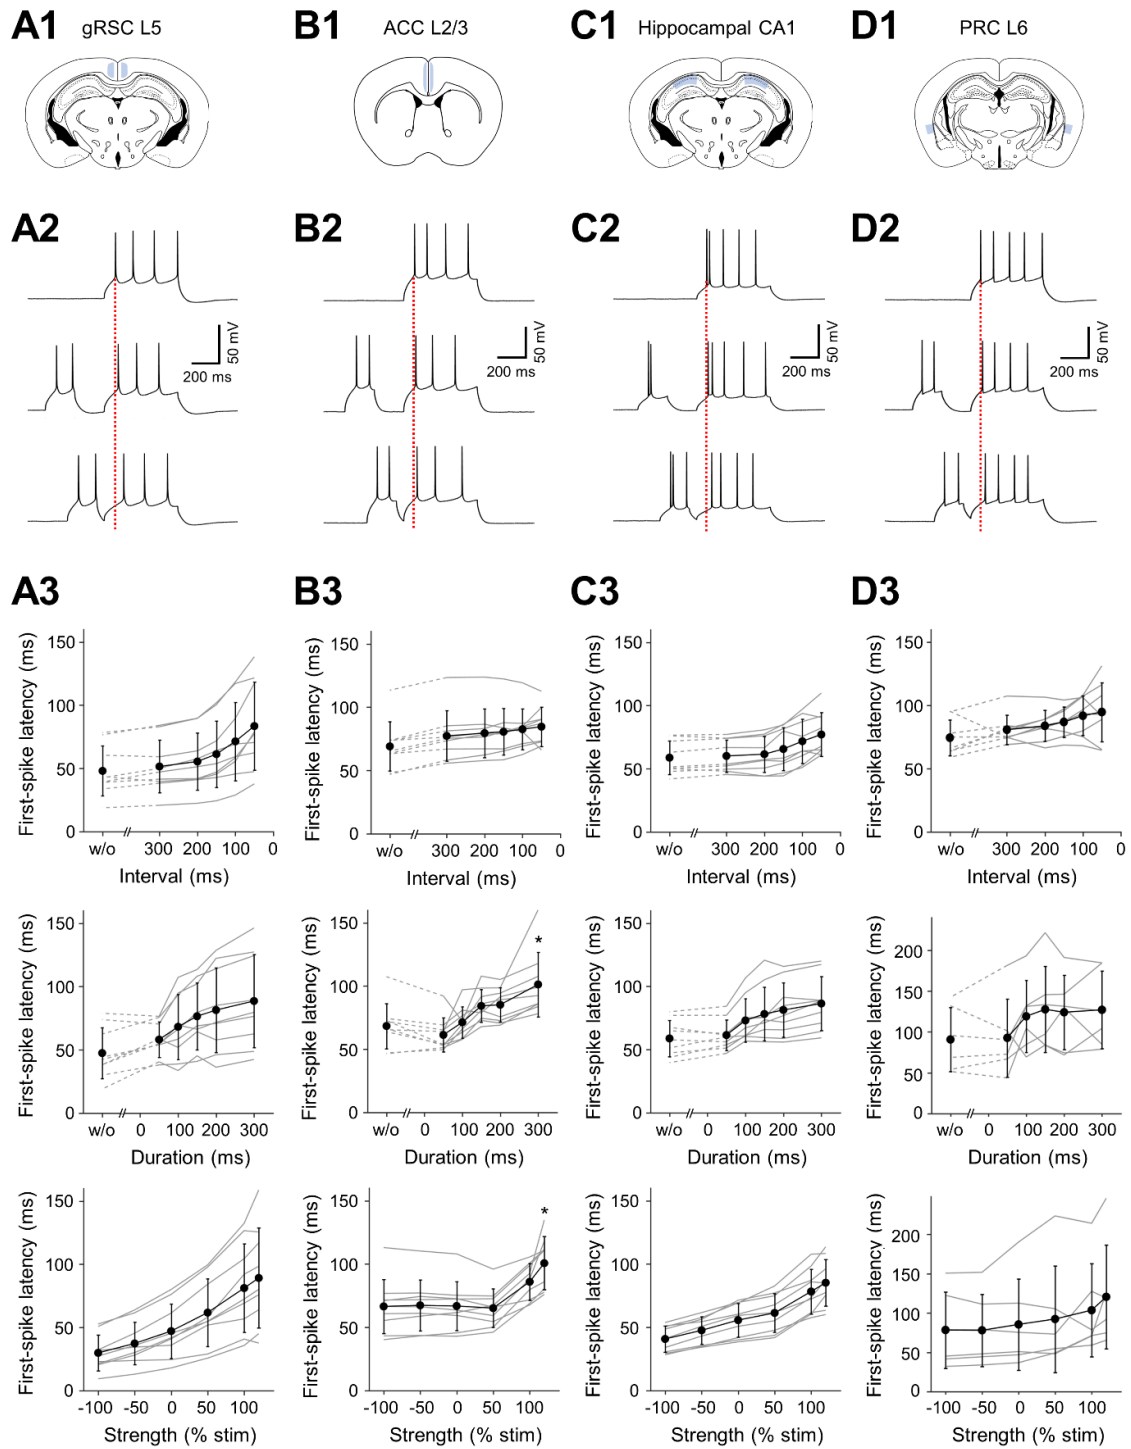 A1 gRSC L5
B1 ACC L2/3
C1 Hippocampal CA1
D1 PRC L6
A2
B2
C2
D2
50 mV
200 ms
50 mV
200 ms
50 mV
200 ms
50 mV
200 ms
A3
B3
C3
D3
First-spike latency (ms)
150
100
50
0
w/o 300 200 100 0
Interval (ms)
First-spike latency (ms)
150
100
50
0
w/o 300 200 100 0
Interval (ms)
First-spike latency (ms)
150
100
50
0
w/o 300 200 100 0
Interval (ms)
First-spike latency (ms)
150
100
50
0
w/o 300 200 100 0
Interval (ms)
First-spike latency (ms)
150
100
50
0
w/o 0 100 200 300
Duration (ms)
First-spike latency (ms)
150
100
50
0
*
w/o 0 100 200 300
Duration (ms)
First-spike latency (ms)
150
100
50
0
w/o 0 100 200 300
Duration (ms)
First-spike latency (ms)
200
150
100
50
0
w/o 0 100 200 300
Duration (ms)
First-spike latency (ms)
150
100
50
0
-100 -50 0 50 100
Strength (% stim)
First-spike latency (ms)
150
100
50
0
*
-100 -50 0 50 100
Strength (% stim)
First-spike latency (ms)
150
100
50
0
-100 -50 0 50 100
Strength (% stim)
First-spike latency (ms)
200
150
100
50
0
-100 -50 0 50 100
Strength (% stim)